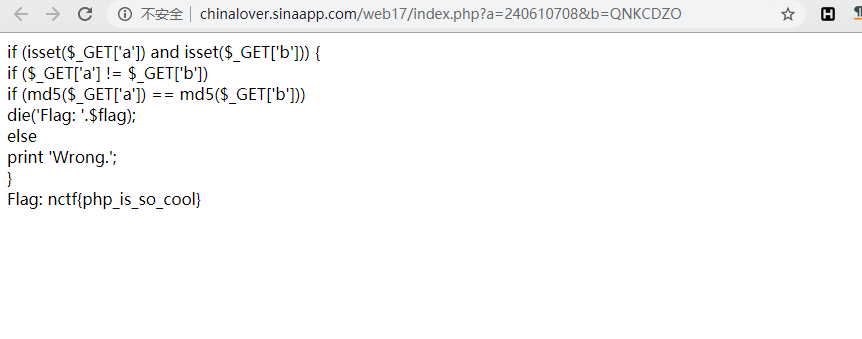 不安全 chinalover.sinaapp.com/web17/index.php?a=240610708&b=QNKCDZO
if (isset($_GET['a']) and isset($_GET['b'])) {
if ($_GET['a'] != $_GET['b'])
if (md5($_GET['a']) == md5($_GET['b']))
die('Flag: '.$flag);
else
print 'Wrong.';
}
Flag: nctf{php_is_so_cool}